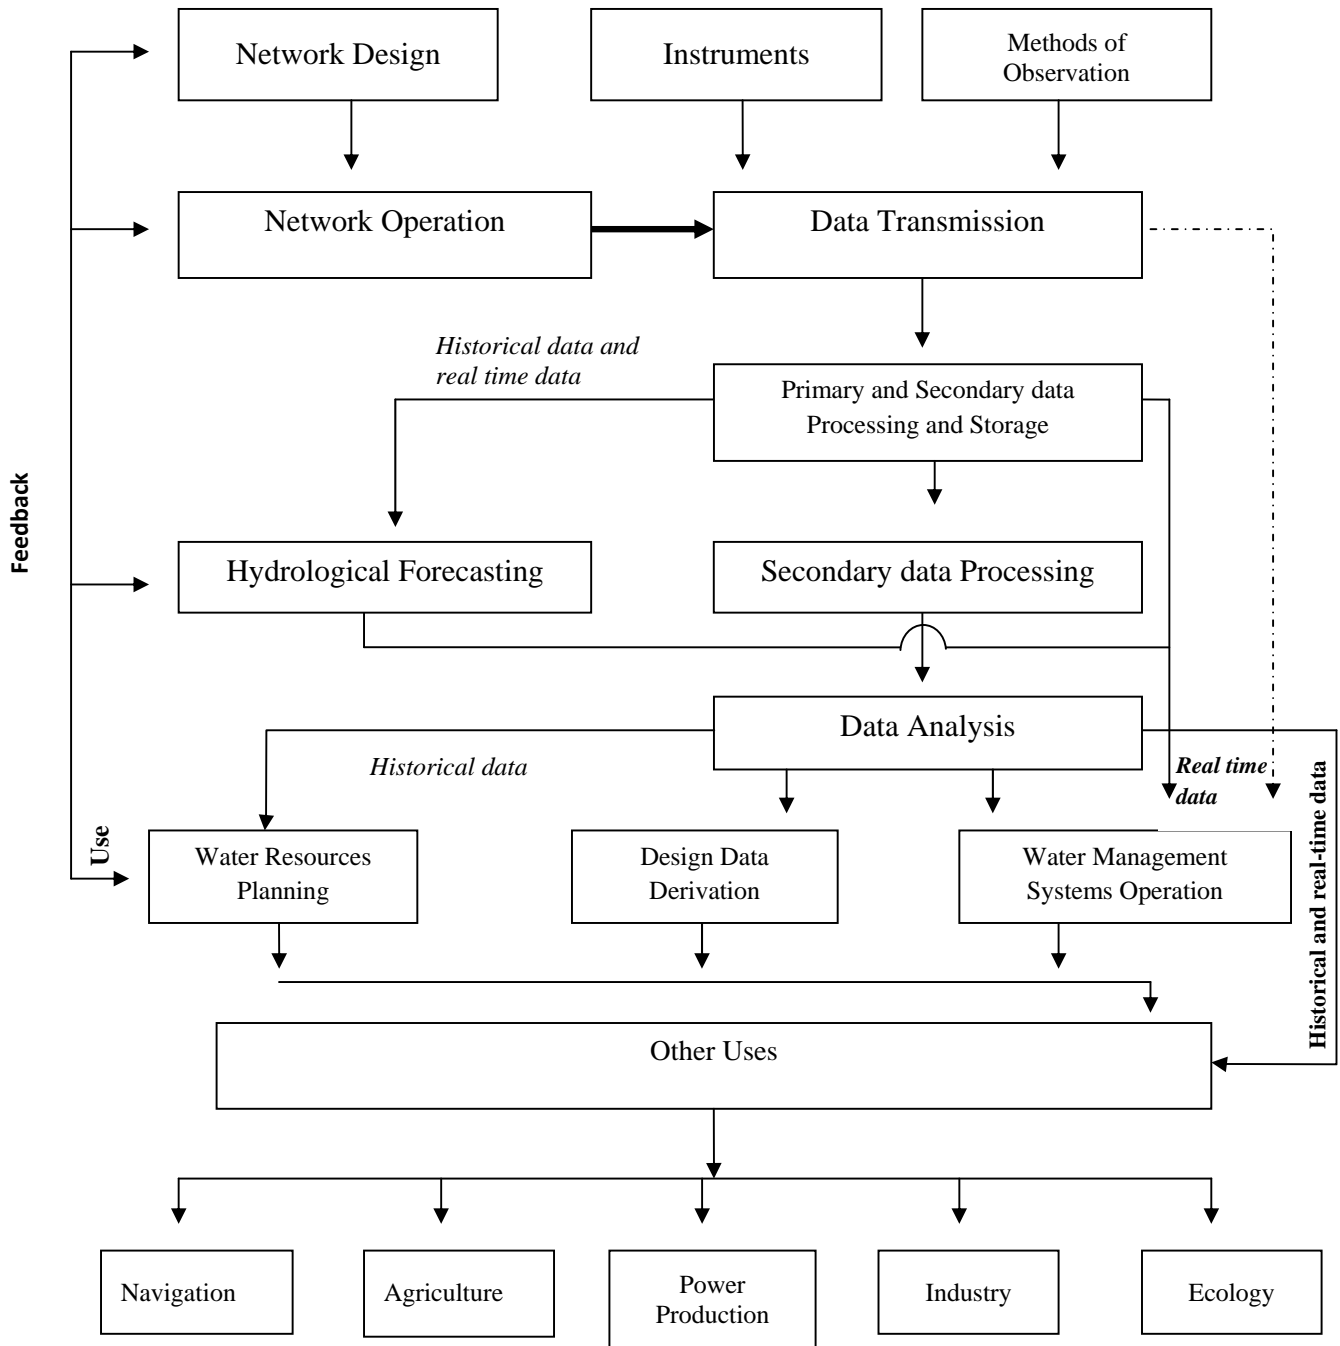 Network Design
Instruments
Methods of
Observation
Network Operation
Data Transmission
Historical data and
real time data
Primary and Secondary data
Processing and Storage
Feedback
Hydrological Forecasting
Secondary data Processing
Data Analysis
Historical data
Real time
data
Historical and real-time data
Use
Water Resources
Planning
Design Data
Derivation
Water Management
Systems Operation
Other Uses
Navigation
Agriculture
Power
Production
Industry
Ecology